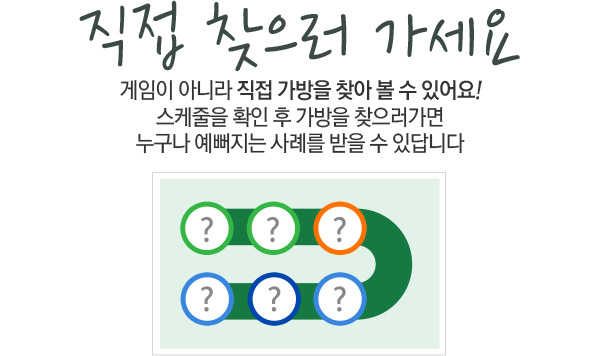 직접 찾으러 가세요
게임이 아니라 직접 가방을 찾아 볼 수 있어요!
스케줄을 확인 후 가방을 찾으러가면
누구나 예뻐지는 사례를 받을 수 있답니다
? ? ?
? ? ?